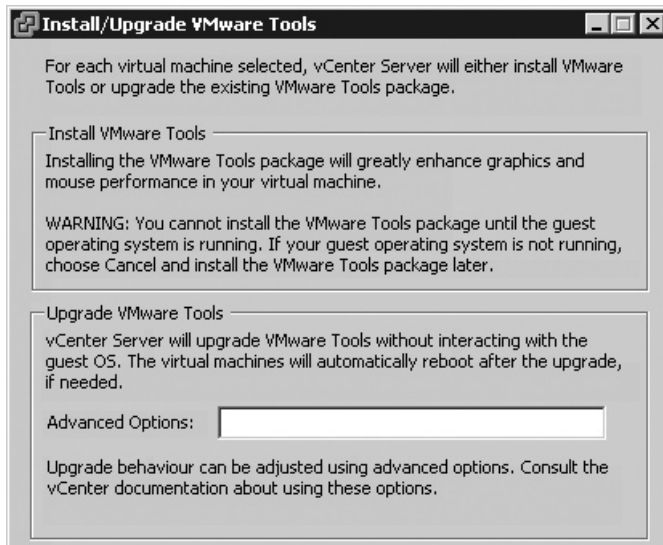 Install/Upgrade VMware Tools
For each virtual machine selected, vCenter Server will either install VMware
Tools or upgrade the existing VMware Tools package.
Install VMware Tools
Installing the VMware Tools package will greatly enhance graphics and
mouse performance in your virtual machine.
WARNING: You cannot install the VMware Tools package until the guest
operating system is running. If your guest operating system is not running,
choose Cancel and install the VMware Tools package later.
Upgrade VMware Tools
vCenter Server will upgrade VMware Tools without interacting with the
guest OS. The virtual machines will automatically reboot after the upgrade,
if needed.
Advanced Options:
Upgrade behaviour can be adjusted using advanced options. Consult the
vCenter documentation about using these options.